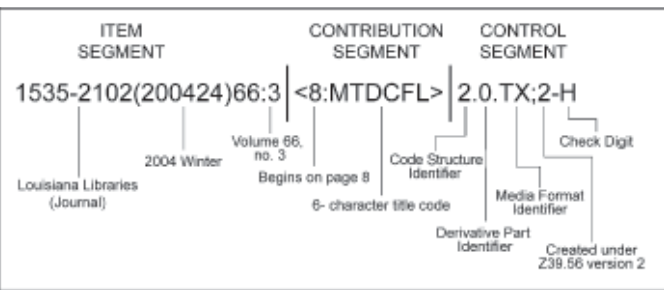 ITEM
SEGMENT
CONTRIBUTION
SEGMENT
CONTROL
SEGMENT
1535-2102(200424)66:3 <8:MTDCFL> 2.0.TX;2-H
Louisiana Libraries
(Journal)
2004 Winter
Volume 66,
no. 3
Begins on page 8
6- character title code
Code Structure
Identifier
Derivative Part
Identifier
Media Format
Identifier
Created under
Z39.56 version 2
Check Digit